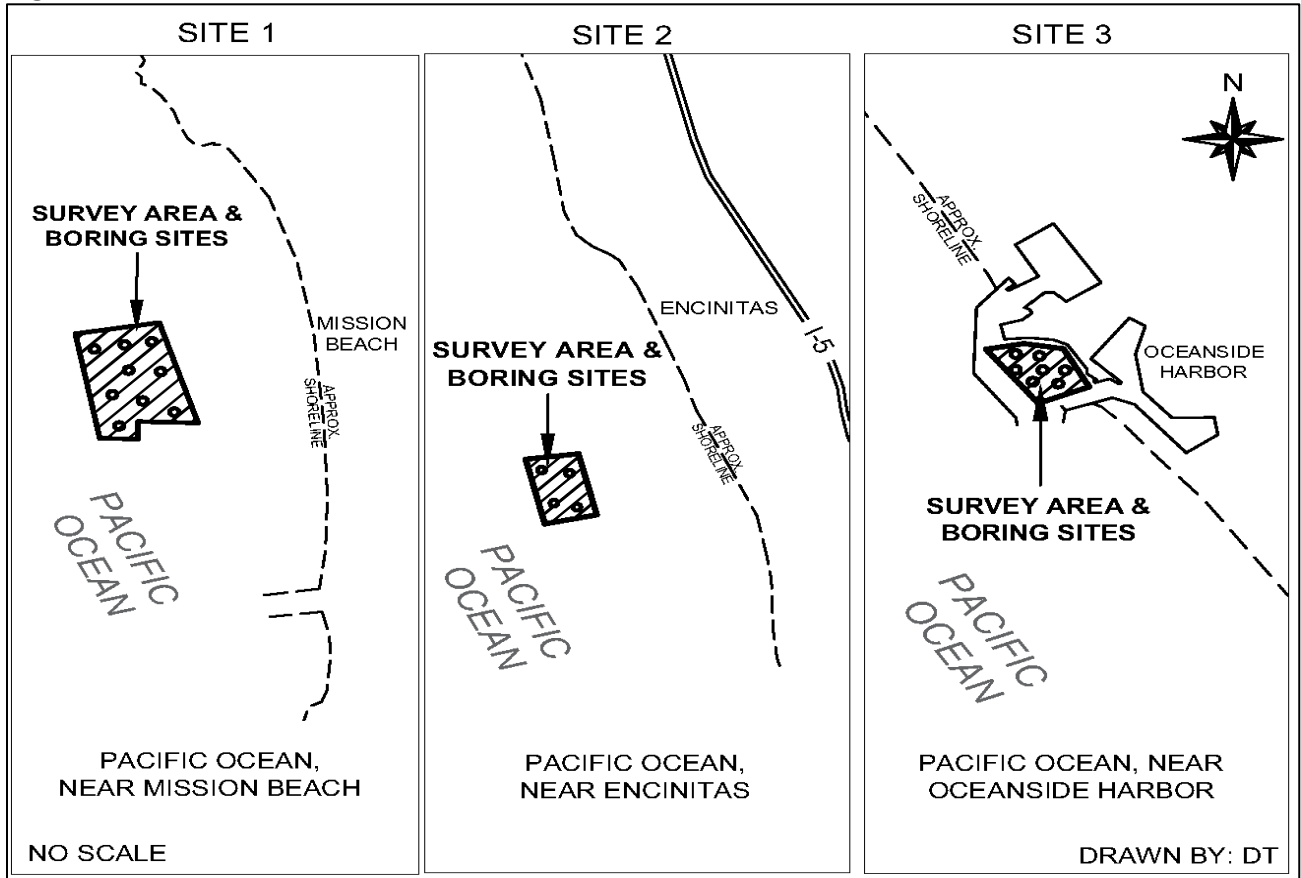 SITE 1
SURVEY AREA &
BORING SITES
MISSION
BEACH
APPROX.
SHORELINE
PACIFIC
OCEAN
PACIFIC OCEAN,
NEAR MISSION BEACH
NO SCALE
SITE 2
ENCINITAS
I-5
SURVEY AREA &
BORING SITES
APPROX.
SHORELINE
PACIFIC
OCEAN
PACIFIC OCEAN,
NEAR ENCINITAS
SITE 3
N
APPROX.
SHORELINE
OCEANSIDE
HARBOR
SURVEY AREA &
BORING SITES
PACIFIC
OCEAN
PACIFIC OCEAN, NEAR
OCEANSIDE HARBOR
DRAWN BY: DT